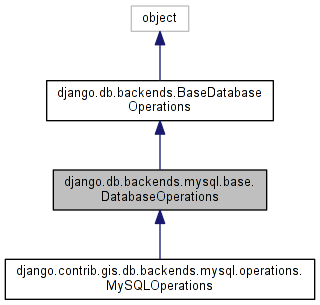 object
django.db.backends.BaseDatabase
Operations
django.db.backends.mysql.base.
DatabaseOperations
django.contrib.gis.db.backends.mysql.operations.
MySQLOperations